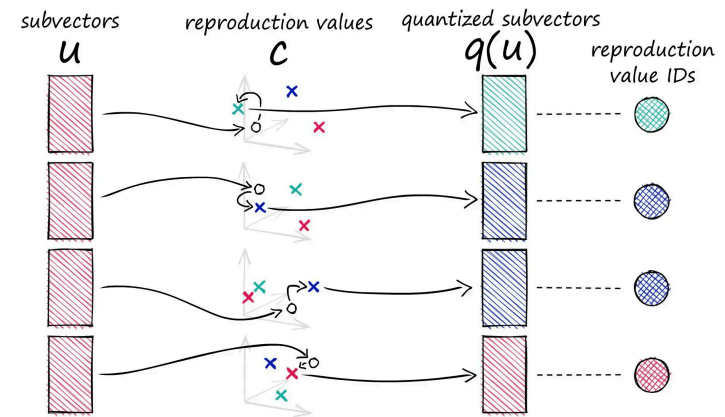 subvectors
u
reproduction values
c
quantized subvectors
q(u)
reproduction
value IDs